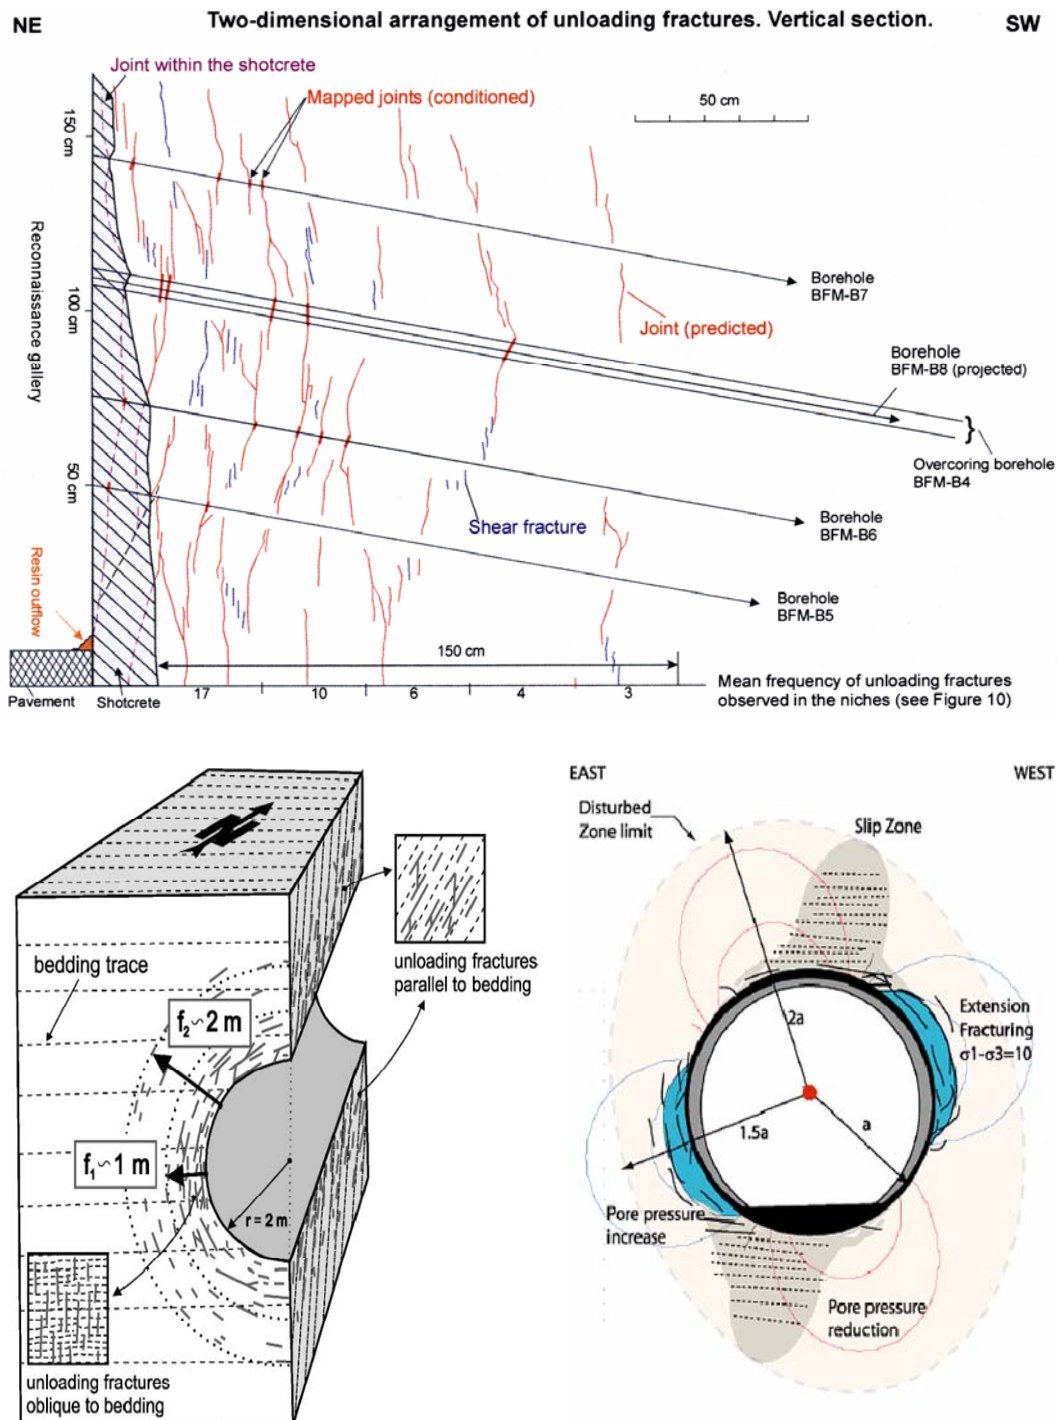 NE
Two-dimensional arrangement of unloading fractures. Vertical section.
SW
Joint within the shotcrete
Mapped joints (conditioned)
50 cm
150 cm
100 cm
50 cm
Reconnaissance gallery
Resin outflow
Borehole
BFM-B7
Joint (predicted)
Borehole
BFM-B8 (projected)
}
Overcoring borehole
BFM-B4
Shear fracture
Borehole
BFM-B6
Borehole
BFM-B5
150 cm
17
10
6
4
3
Mean frequency of unloading fractures
observed in the niches (see Figure 10)
Pavement
Shotcrete
bedding trace
f₂~2 m
f₁~1 m
r = 2 m
unloading fractures
parallel to bedding
unloading fractures
oblique to bedding
EAST
WEST
Disturbed
Zone limit
Slip Zone
2a
Extension
Fracturing
σ1-σ3=10
1.5a
a
Pore pressure
increase
Pore pressure
reduction